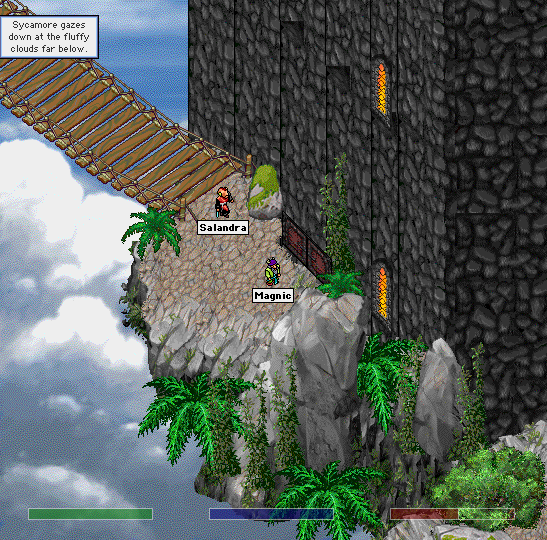 Sycamore gazes
down at the fluffy
clouds far below.
Salandra
Magnic